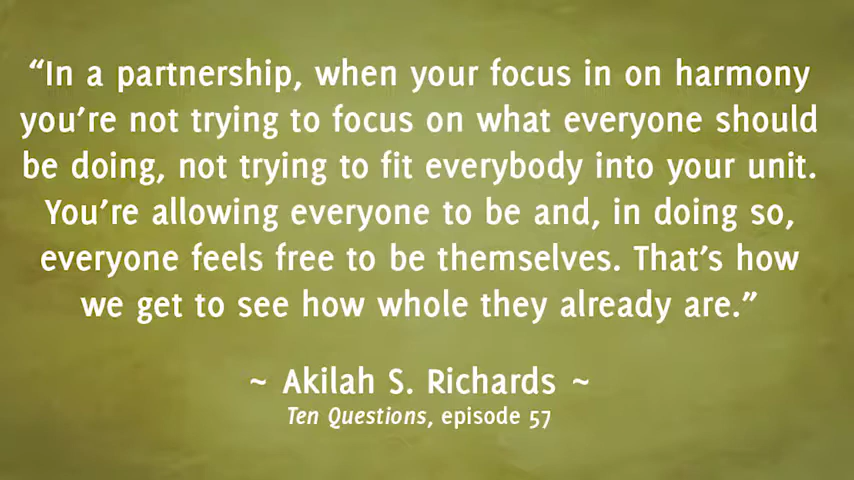 “In a partnership, when your focus in on harmony
you’re not trying to focus on what everyone should
be doing, not trying to fit everybody into your unit.
You’re allowing everyone to be and, in doing so,
everyone feels free to be themselves. That’s how
we get to see how whole they already are.”
~ Akilah S. Richards ~
Ten Questions, episode 57